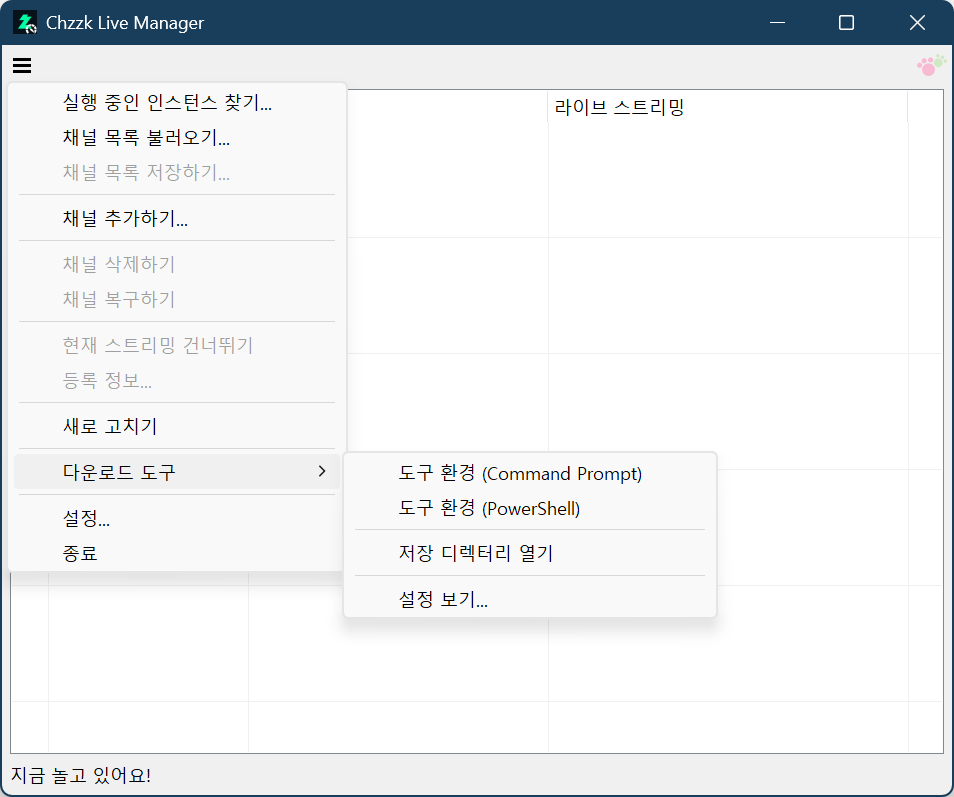 Chzzk Live Manager
라이브 스트리밍
실행 중인 인스턴스 찾기...
채널 목록 불러오기...
채널 목록 저장하기...
채널 추가하기...
채널 삭제하기
채널 복구하기
현재 스트리밍 건너뛰기
등록 정보...
새로 고치기
다운로드 도구
도구 환경 (Command Prompt)
도구 환경 (PowerShell)
저장 디렉터리 열기
설정 보기...
설정...
종료
지금 놀고 있어요!